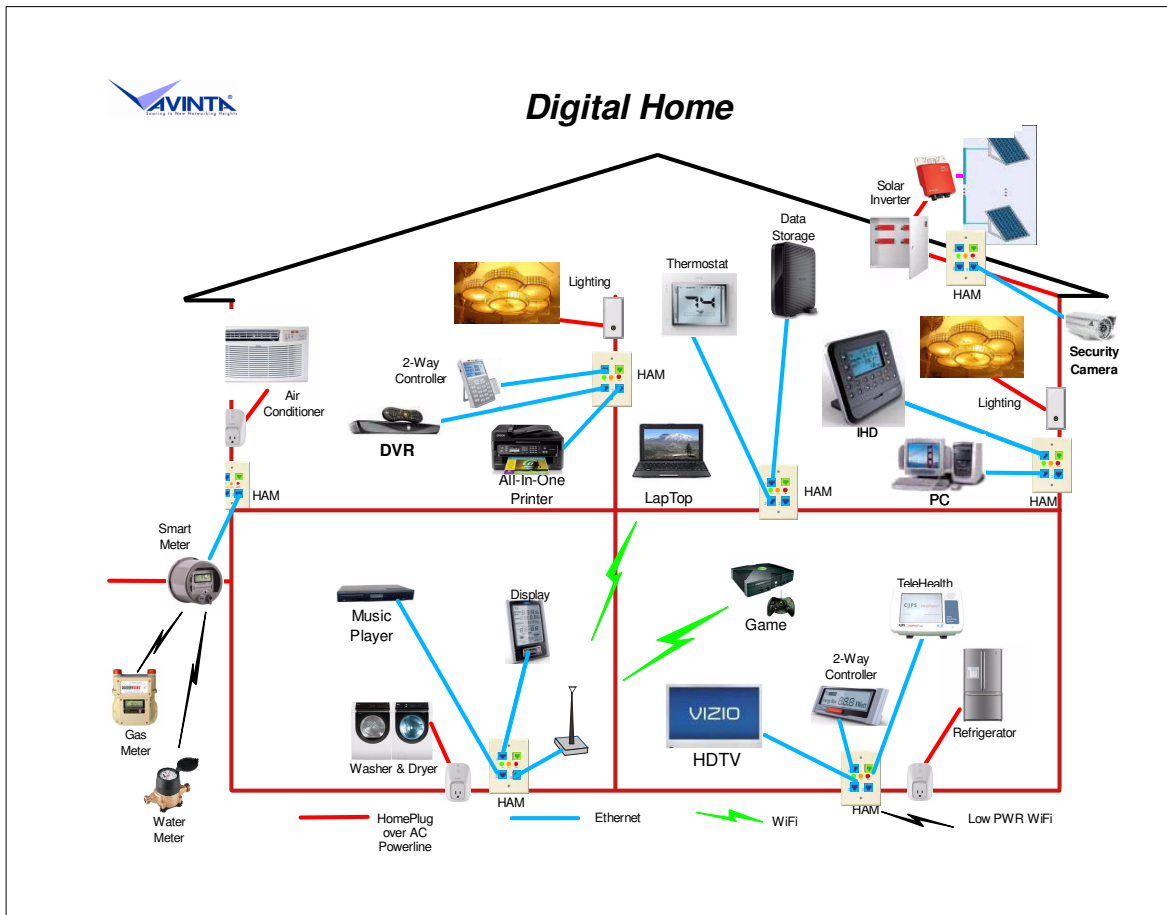 AVINTA®
Soaring to New Networking Heights
Digital Home
Solar
Inverter
Data
Storage
Thermostat
Lighting
74
HAM
Security
Camera
2-Way
Controller
HAM
Air
Conditioner
DVR
IHD
Lighting
All-In-One
Printer
LapTop
HAM
PC
HAM
HAM
Smart
Meter
Music
Player
Display
Game
TeleHealth
2-Way
Controller
VIZIO
HDTV
Refrigerator
Gas
Meter
Washer & Dryer
HAM
HAM
Water
Meter
HomePlug
over AC
Powerline
Ethernet
WiFi
Low PWR WiFi